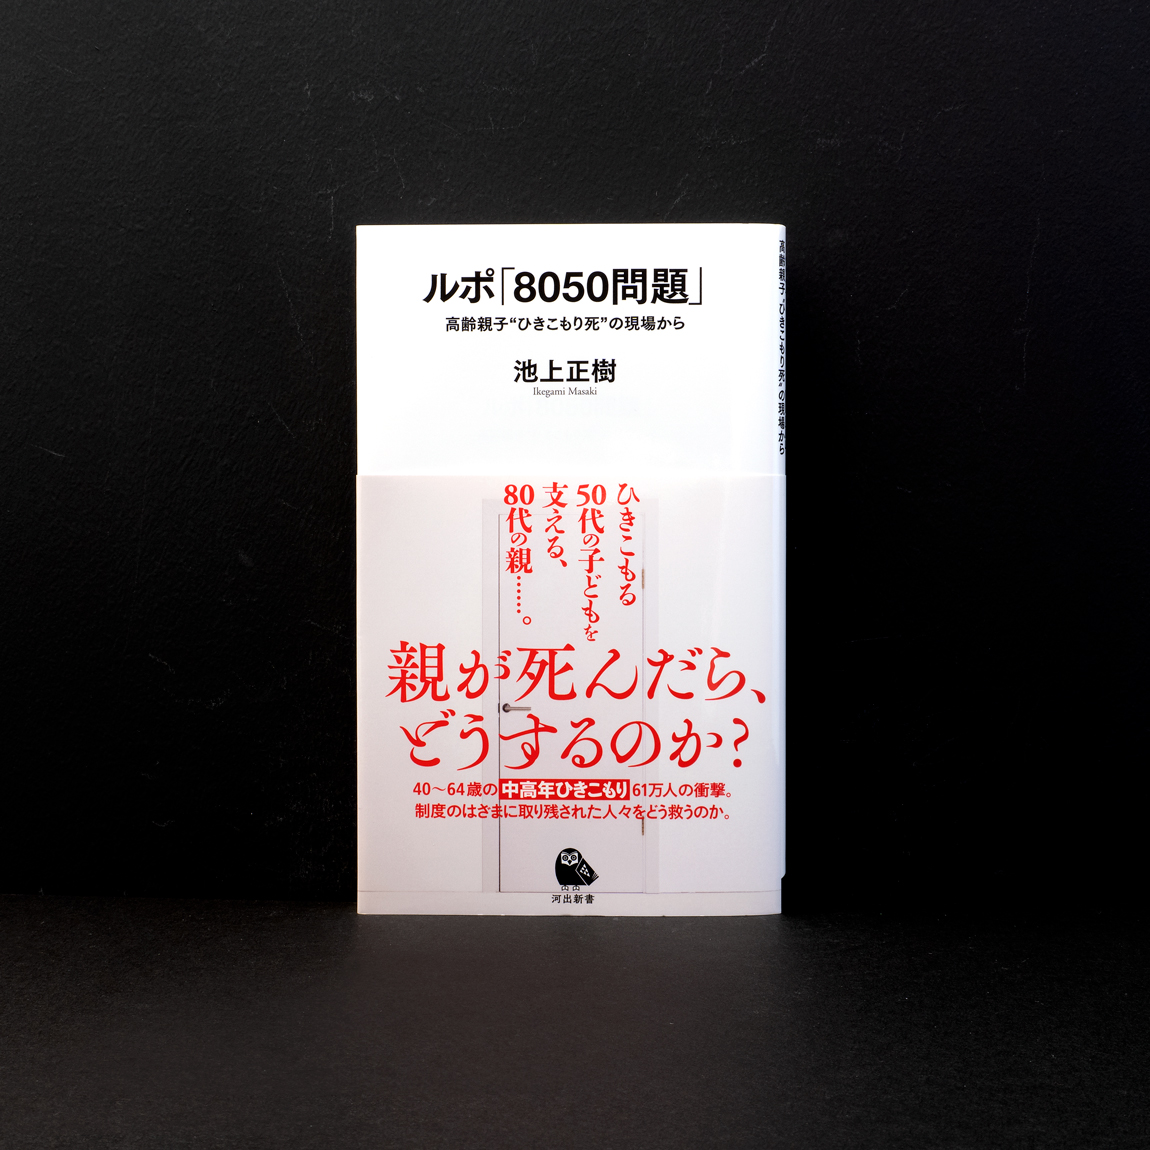 ルポ「8050問題」
高齢親子“ひきこもり死”の現場から
池上正樹
Ikegami Masaki
ひきこもる
50代の子どもを
支える、
80代の親……。
親が死んだら、
どうするのか?
40〜64歳の中高年ひきこもり61万人の衝撃。
制度のはざまに取り残された人々をどう救うのか。
河出新書
高齢親子“ひきこもり死”の現場から